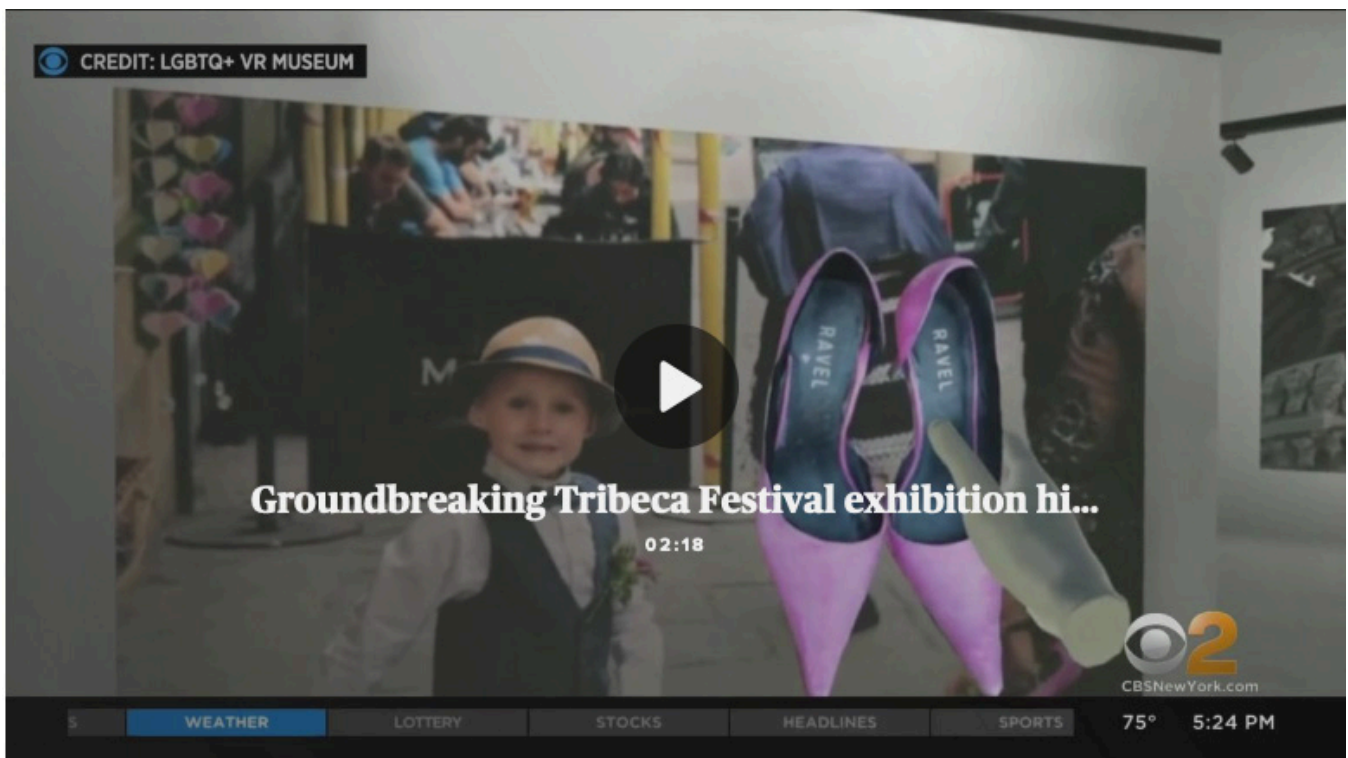 CREDIT: LGBTQ+ VR MUSEUM
RAVEL
RAVEL
M
Groundbreaking Tribeca Festival exhibition hi...
02:18
2
CBSNewYork.com
S
WEATHER
LOTTERY
STOCKS
HEADLINES
SPORTS
75°
5:24 PM